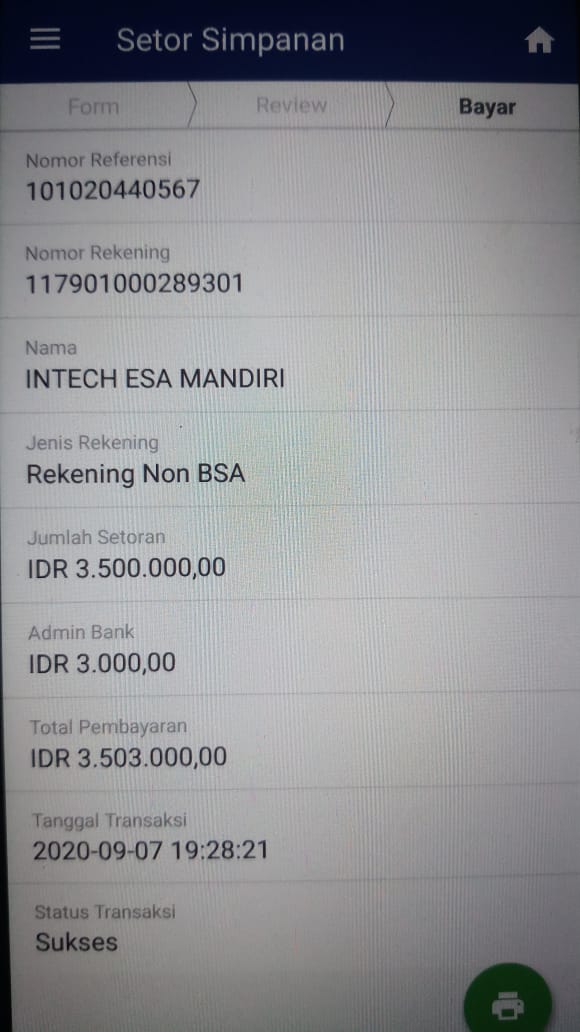 Setor Simpanan
Form
Review
Bayar
Nomor Referensi
101020440567
Nomor Rekening
117901000289301
Nama
INTECH ESA MANDIRI
Jenis Rekening
Rekening Non BSA
Jumlah Setoran
IDR 3.500.000,00
Admin Bank
IDR 3.000,00
Total Pembayaran
IDR 3.503.000,00
Tanggal Transaksi
2020-09-07 19:28:21
Status Transaksi
Sukses